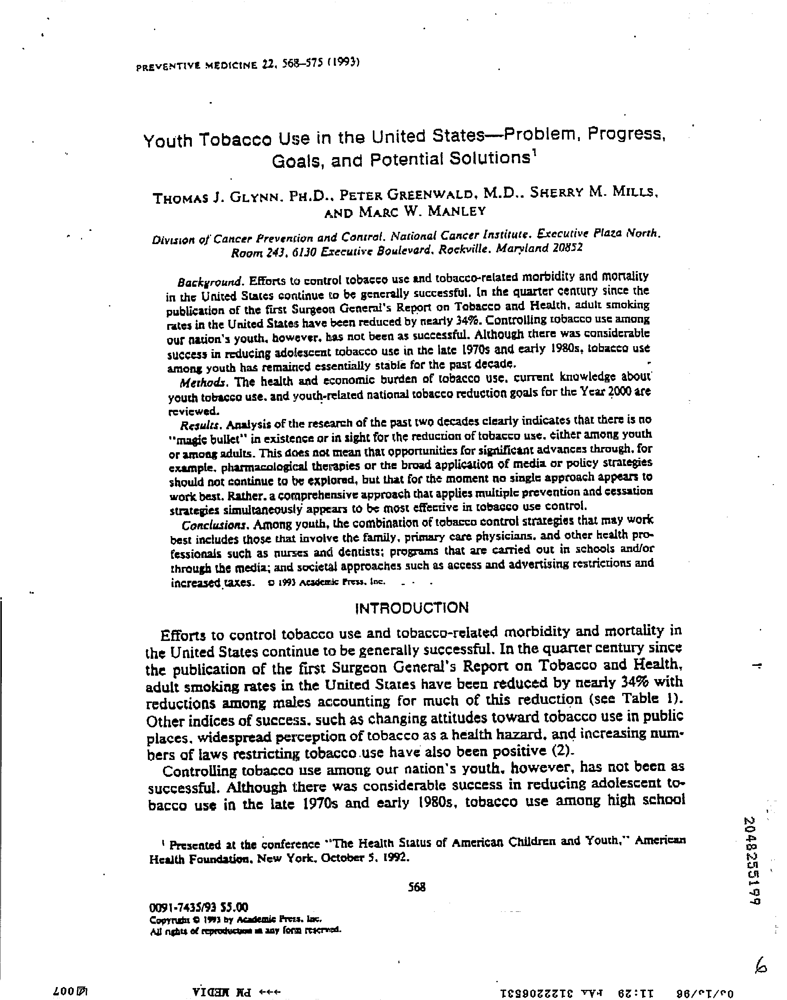 PREVENTIVE MEDICINE 22, 568–575 (1993)
Youth Tobacco Use in the United States—Problem, Progress,
Goals, and Potential Solutions¹
THOMAS J. GLYNN, PH.D., PETER GREENWALD, M.D., SHERRY M. MILLS,
AND MARC W. MANLEY
Division of Cancer Prevention and Control, National Cancer Institute, Executive Plaza North,
Room 243, 6130 Executive Boulevard, Rockville, Maryland 20852
Background. Efforts to control tobacco use and tobacco-related morbidity and mortality
in the United States continue to be generally successful. In the quarter century since the
publication of the first Surgeon General's Report on Tobacco and Health, adult smoking
rates in the United States have been reduced by nearly 34%. Controlling tobacco use among
our nation's youth, however, has not been as successful. Although there was considerable
success in reducing adolescent tobacco use in the late 1970s and early 1980s, tobacco use
among youth has remained essentially stable for the past decade.
Methods. The health and economic burden of tobacco use, current knowledge about
youth tobacco use, and youth-related national tobacco reduction goals for the Year 2000 are
reviewed.
Results. Analysis of the research of the past two decades clearly indicates that there is no
"magic bullet" in existence or in sight for the reduction of tobacco use, either among youth
or among adults. This does not mean that opportunities for significant advances through, for
example, pharmacological therapies or the broad application of media or policy strategies
should not continue to be explored, but that for the moment no single approach appears to
work best. Rather, a comprehensive approach that applies multiple prevention and cessation
strategies simultaneously appears to be most effective in tobacco use control.
Conclusions. Among youth, the combination of tobacco control strategies that may work
best includes those that involve the family, primary care physicians, and other health pro-
fessionals such as nurses and dentists; programs that are carried out in schools and/or
through the media; and societal approaches such as access and advertising restrictions and
increased taxes. © 1993 Academic Press, Inc.
INTRODUCTION
Efforts to control tobacco use and tobacco-related morbidity and mortality in
the United States continue to be generally successful. In the quarter century since
the publication of the first Surgeon General's Report on Tobacco and Health,
adult smoking rates in the United States have been reduced by nearly 34% with
reductions among males accounting for much of this reduction (see Table 1).
Other indices of success, such as changing attitudes toward tobacco use in public
places, widespread perception of tobacco as a health hazard, and increasing num-
bers of laws restricting tobacco use have also been positive (2).
Controlling tobacco use among our nation's youth, however, has not been as
successful. Although there was considerable success in reducing adolescent to-
bacco use in the late 1970s and early 1980s, tobacco use among high school
¹ Presented at the conference "The Health Status of American Children and Youth," American
Health Foundation, New York, October 5, 1992.
568
0091-7435/93 $5.00
Copyright © 1993 by Academic Press, Inc.
All rights of reproduction in any form reserved.
2048255199
6
11:29 FAX 3122206531 →→→ PM MEDIA 007